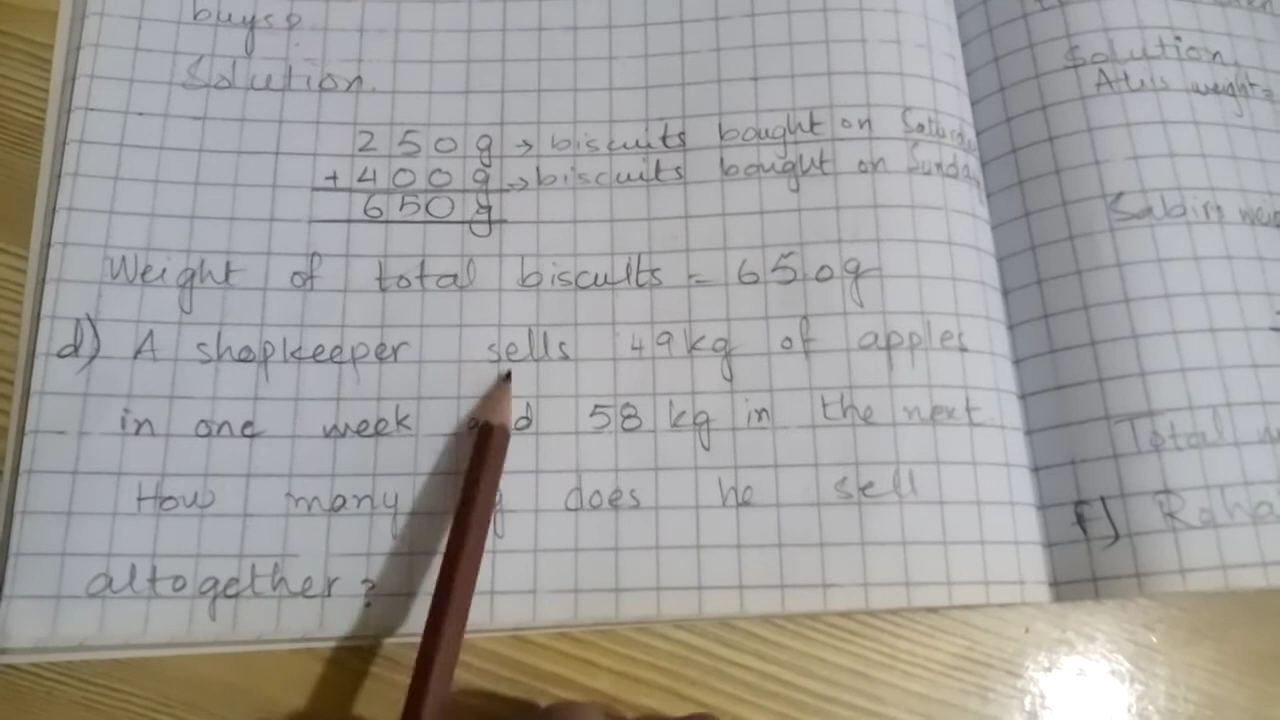 buys?
Solution.
250g → biscuits bought on
+ 400g → biscuits bought on
650g
Weight of total biscuits = 650g
d) A shopkeeper sells 49kg of apples
in one week and 58 kg in the next
How many does he sell
altogether?
Solution
weight =
Total
f)